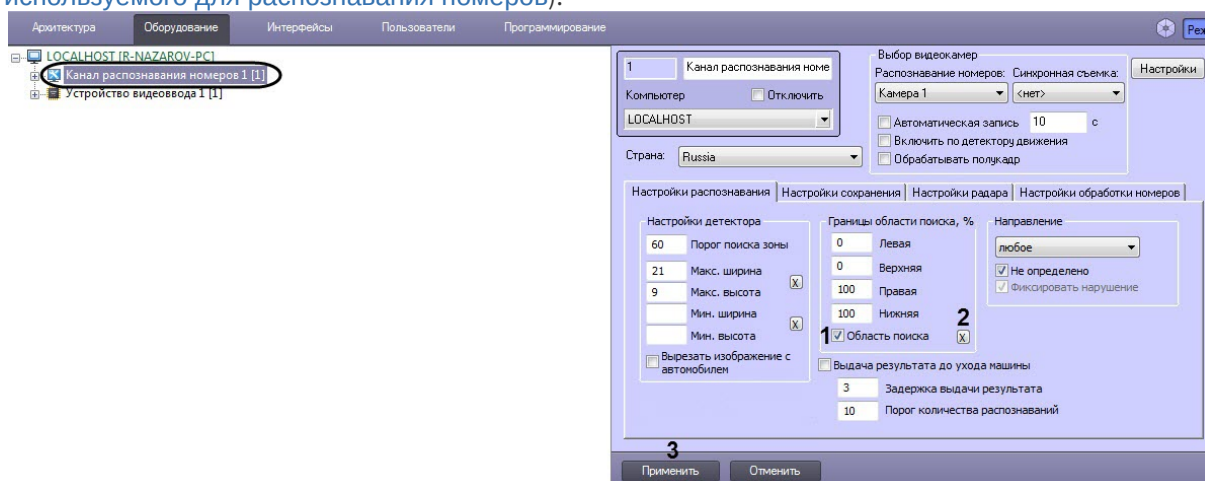 используемого для распознавания номеров).
Архитектура Оборудование Интерфейсы Пользователи Программирование
LOCALHOST [R-NAZAROV-PC]
Канал распознавания номеров 1 [1]
Устройство видеоввода 1 [1]
1 Канал распознавания номе
Компьютер Отключить
LOCALHOST
Страна: Russia
Выбор видеокамер
Распознавание номеров: Синхронная съемка:
Камера 1 <нет>
Автоматическая запись 10 с
Включить по детектору движения
Обрабатывать полукадр
Настройки
Настройки распознавания Настройки сохранения Настройки радара Настройки обработки номеров
Настройки детектора
60 Порог поиска зоны
21 Макс. ширина
9 Макс. высота
X
Мин. ширина
Мин. высота
X
Вырезать изображение с
автомобилем
Границы области поиска, %
0 Левая
0 Верхняя
100 Правая
100 Нижняя
2
1 Область поиска X
Направление
любое
Не определено
Фиксировать нарушение
Выдача результата до ухода машины
3 Задержка выдачи результата
10 Порог количества распознаваний
3
Применить Отменить